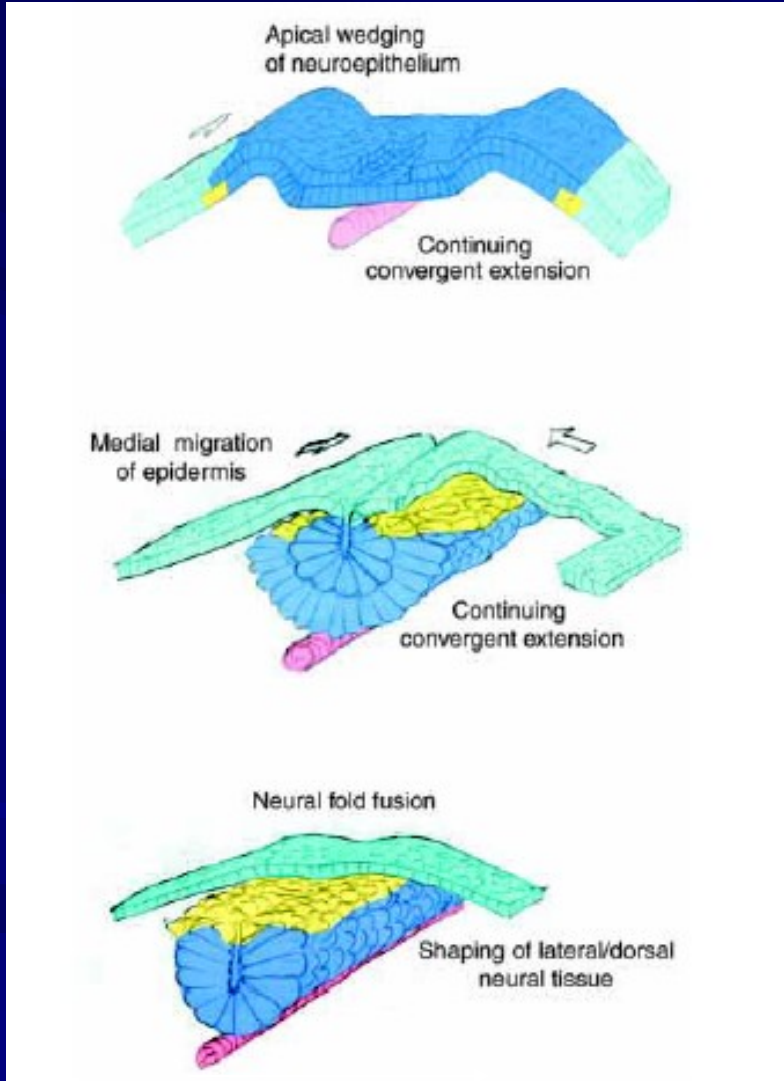 Apical wedging
of neuroepithelium
Continuing
convergent extension
Medial migration
of epidermis
Continuing
convergent extension
Neural fold fusion
Shaping of lateral/dorsal
neural tissue